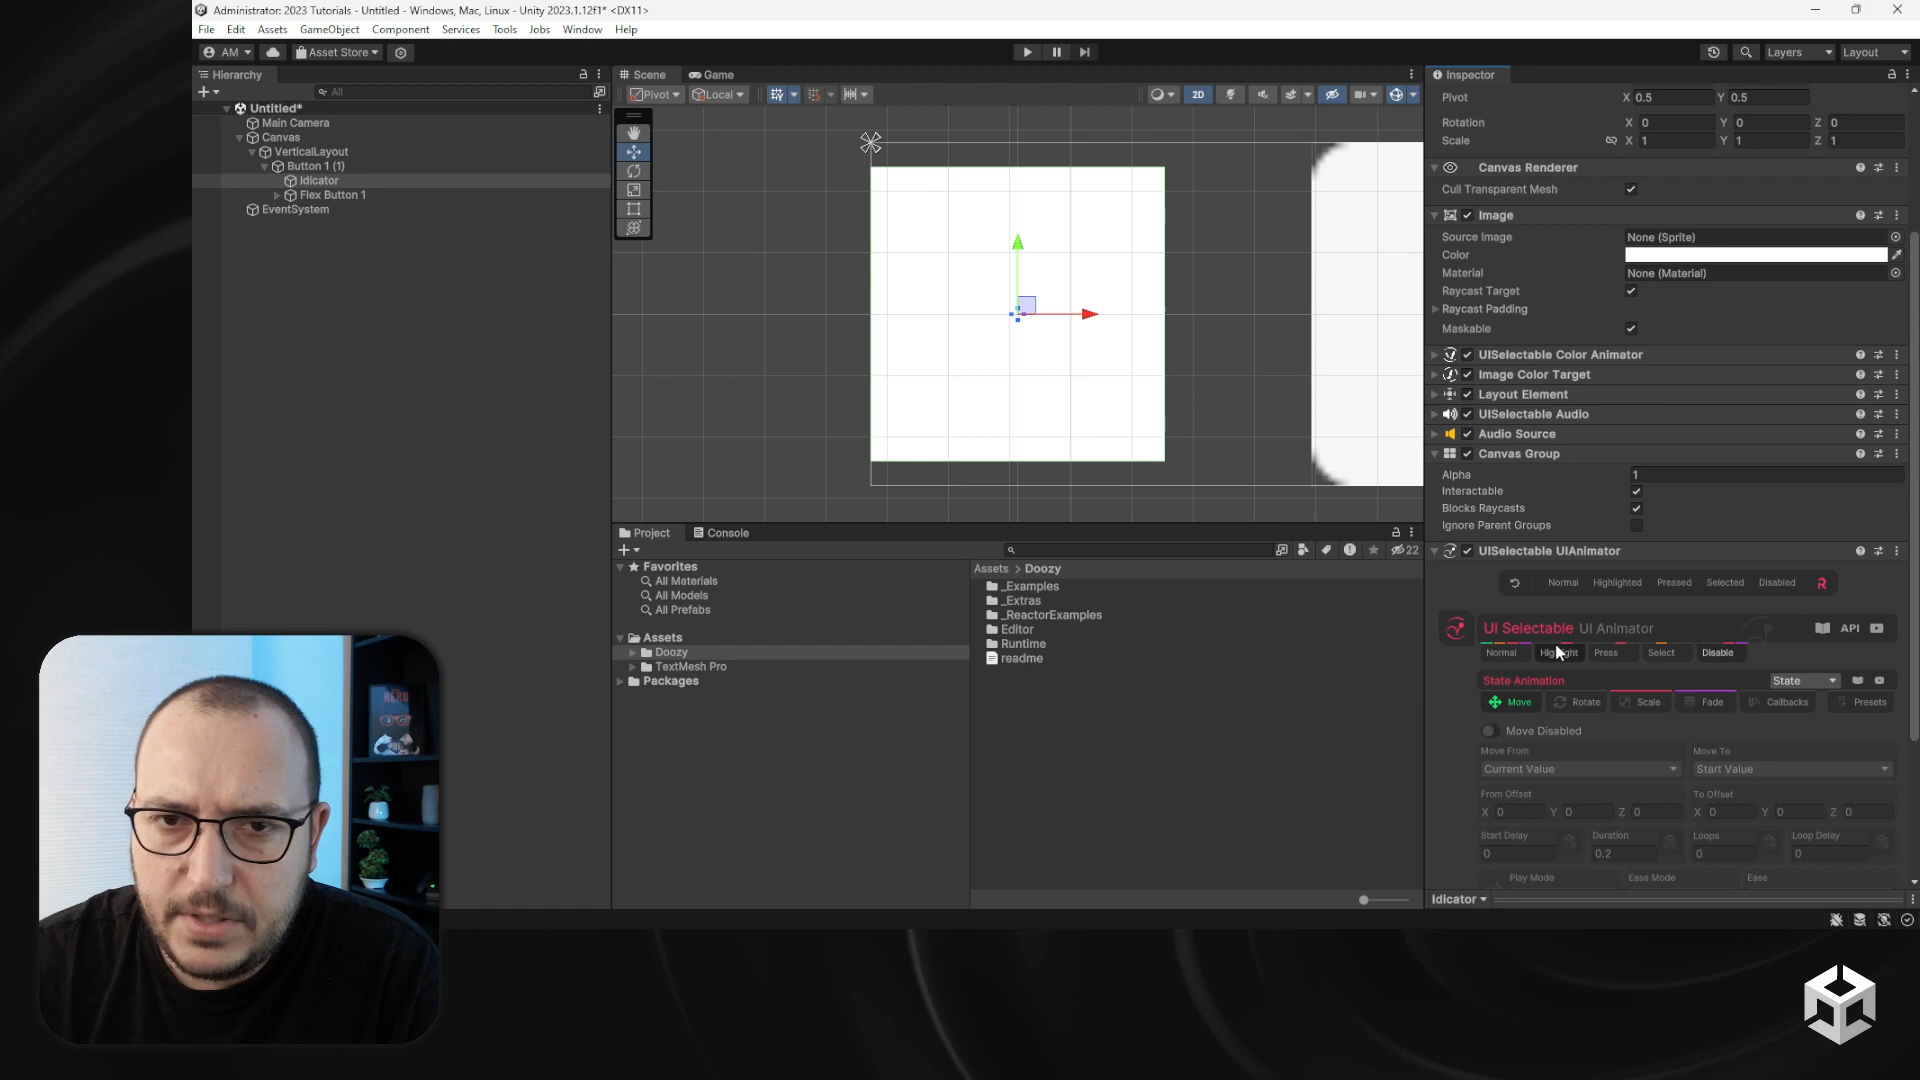 Administrator: 2023 Tutorials - Untitled - Windows, Mac, Linux - Unity 2023.1.12f1* <DX11>
File Edit Assets GameObject Component Services Tools Jobs Window Help
AM Asset Store Layers Layout
Hierarchy
All
Untitled*
Main Camera
Canvas
VerticalLayout
Button 1 (1)
Idicator
Flex Button 1
EventSystem
Scene Game
Pivot Local 2D
Project Console
22
Favorites
All Materials
All Models
All Prefabs
Assets
Doozy
TextMesh Pro
Packages
Assets > Doozy
_Examples
_Extras
_ReactorExamples
Editor
Runtime
readme
Inspector
Pivot X 0.5 Y 0.5
Rotation X 0 Y 0 Z 0
Scale X 1 Y 1 Z 1
Canvas Renderer
Cull Transparent Mesh
Image
Source Image None (Sprite)
Color
Material None (Material)
Raycast Target
Raycast Padding
Maskable
UISelectable Color Animator
Image Color Target
Layout Element
UISelectable Audio
Audio Source
Canvas Group
Alpha 1
Interactable
Blocks Raycasts
Ignore Parent Groups
UISelectable UIAnimator
Normal Highlighted Pressed Selected Disabled
UI Selectable UI Animator API
Normal Highlight Press Select Disable
State Animation State
Move Rotate Scale Fade Callbacks Presets
Move Disabled
Move From Move To
Current Value Start Value
From Offset To Offset
X 0 Y 0 Z 0 X 0 Y 0 Z 0
Start Delay Duration Loops Loop Delay
0 0.2 0 0
Play Mode Ease Mode Ease
Idicator